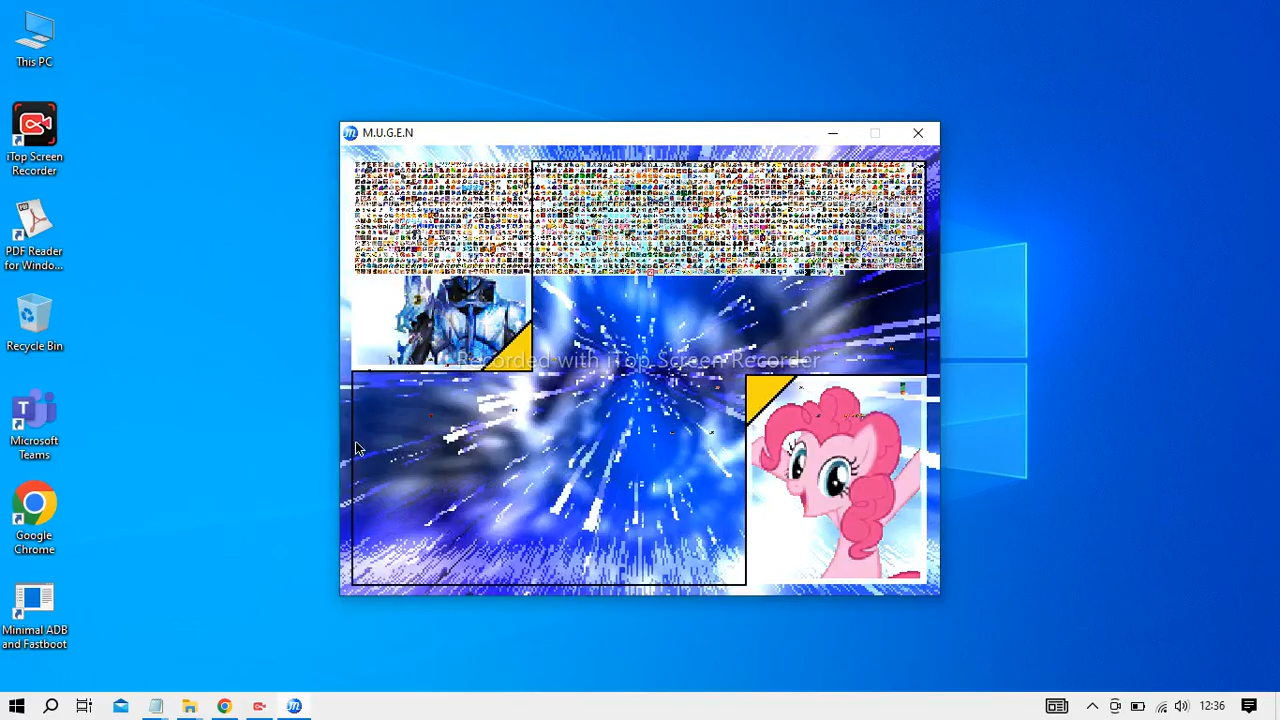 This PC
iTop Screen
Recorder
PDF Reader
for Windo...
Recycle Bin
Microsoft
Teams
Google
Chrome
Minimal ADB
and Fastboot
M.U.G.E.N
Recorded with iTop Screen Recorder
12:36